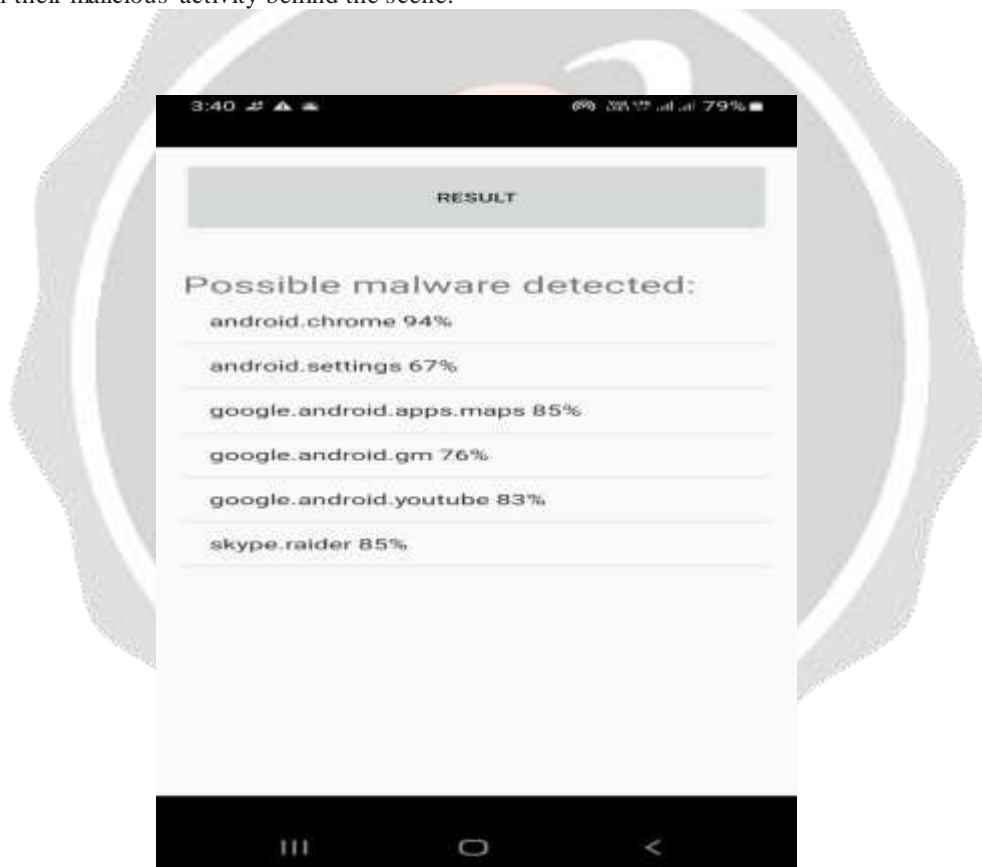 their malicious activity behind the scene.
3:40 79%
RESULT
Possible malware detected:
android.chrome 94%
android.settings 67%
google.android.apps.maps 85%
google.android.gm 76%
google.android.youtube 83%
skype.raider 85%